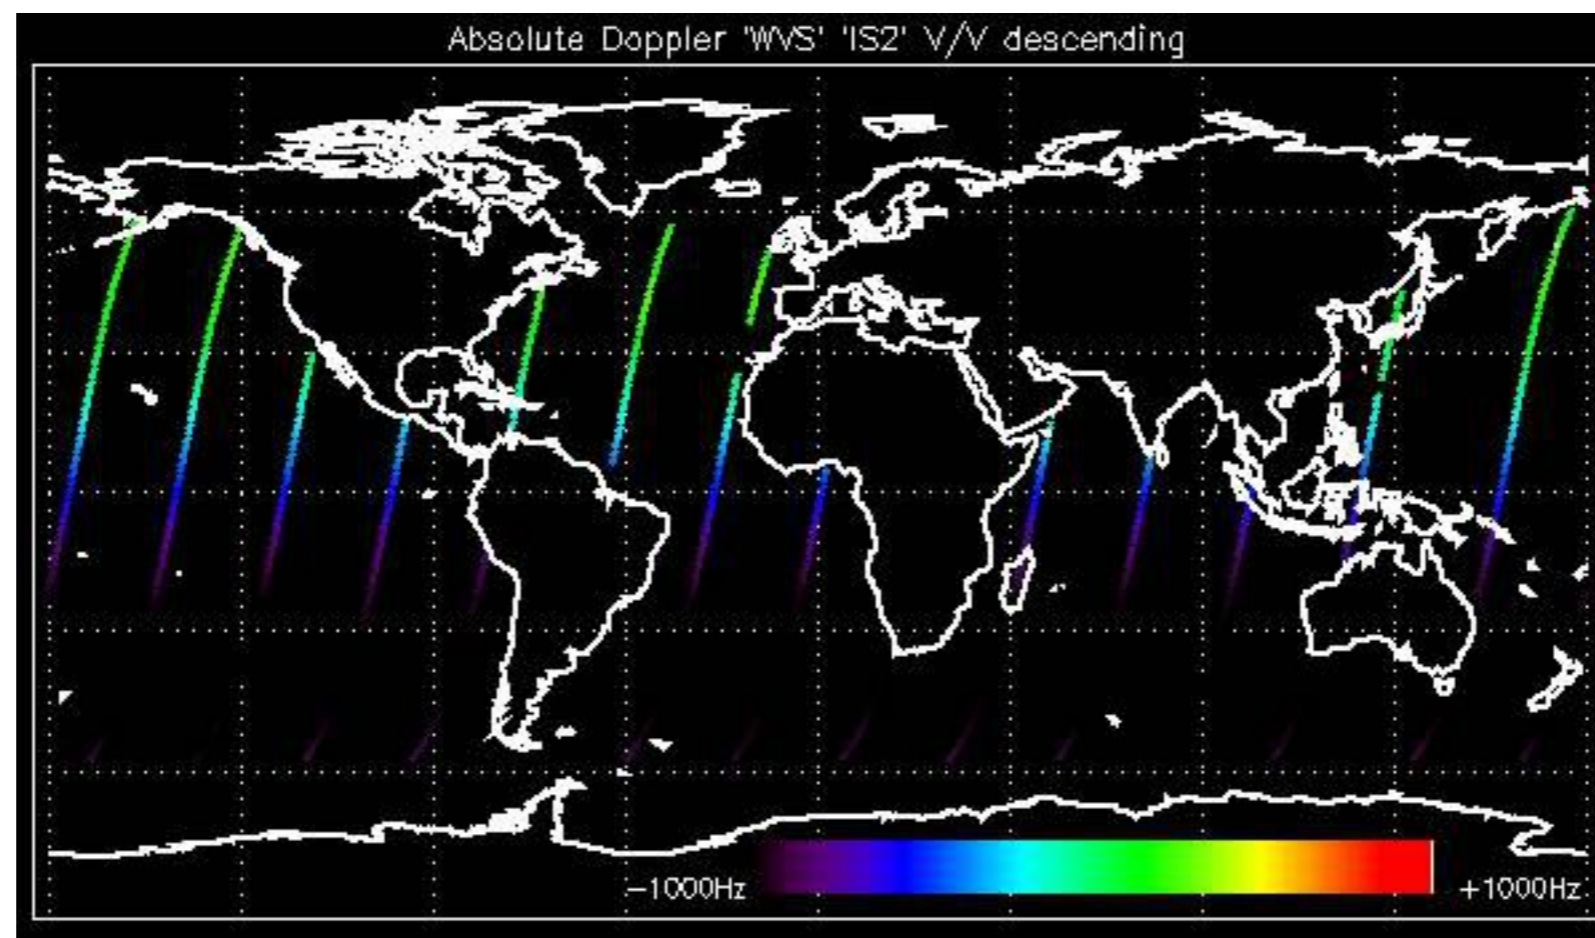 Absolute Doppler 'WVS' 'IS2' V/V descending
−1000Hz
+1000Hz